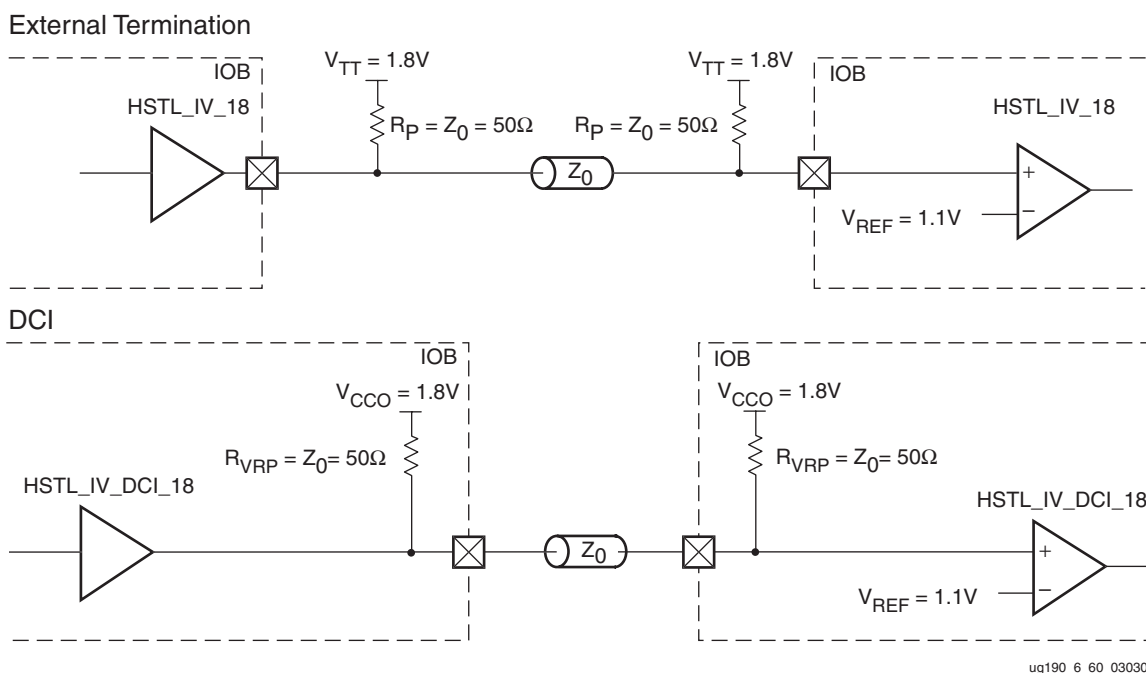 External Termination
IOB
V_TT = 1.8V
V_TT = 1.8V
IOB
HSTL_IV_18
R_P = Z_0 = 50Ω
R_P = Z_0 = 50Ω
HSTL_IV_18
Z_0
+
−
V_REF = 1.1V
DCI
IOB
IOB
V_CCO = 1.8V
V_CCO = 1.8V
R_VRP = Z_0= 50Ω
R_VRP = Z_0= 50Ω
HSTL_IV_DCI_18
HSTL_IV_DCI_18
Z_0
+
−
V_REF = 1.1V
ug190_6_60_03030